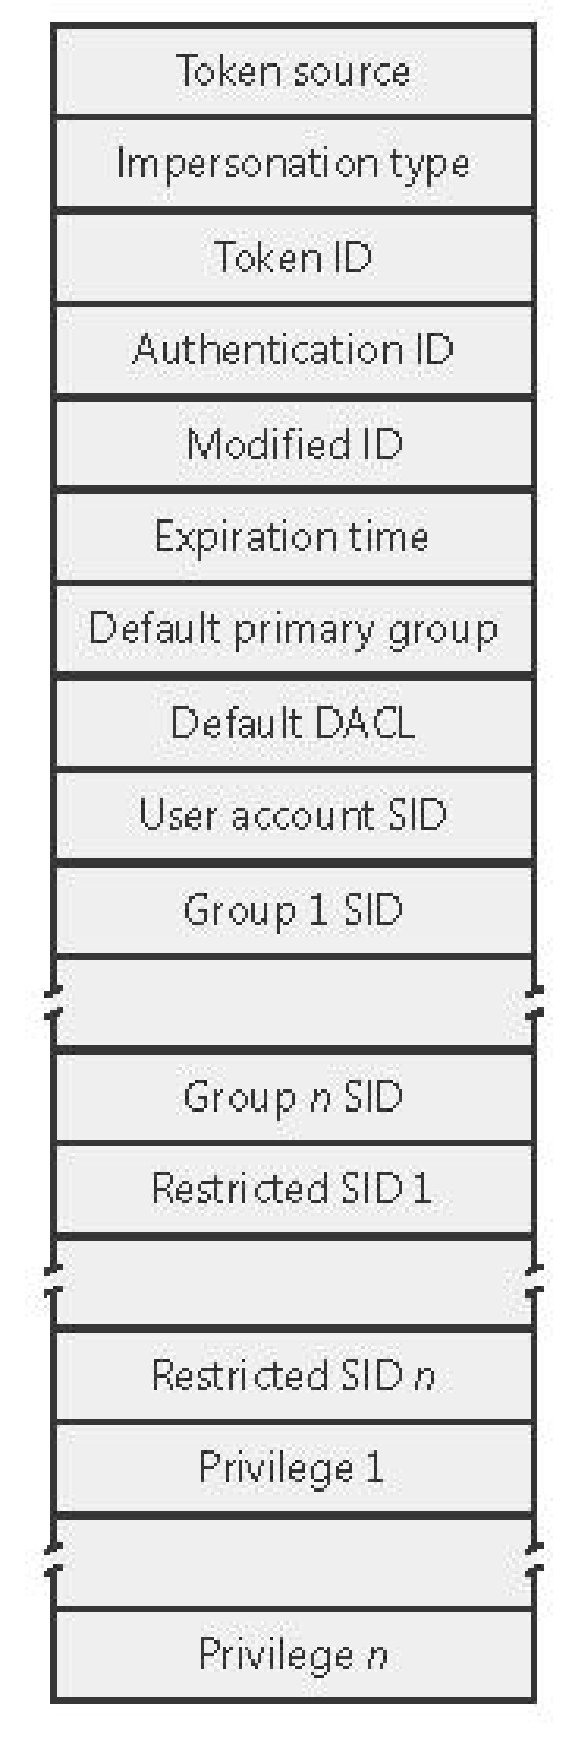 Token source
Impersonation type
Token ID
Authentication ID
Modified ID
Expiration time
Default primary group
Default DACL
User account SID
Group 1 SID
Group n SID
Restricted SID 1
Restricted SID n
Privilege 1
Privilege n